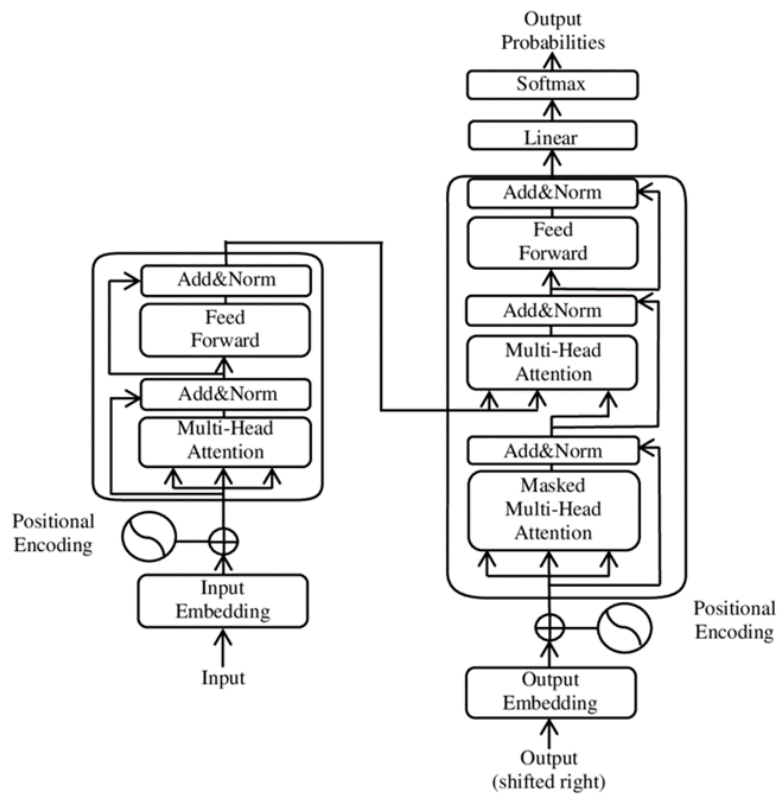 Output
Probabilities
Softmax
Linear
Add&Norm
Feed
Forward
Add&Norm
Multi-Head
Attention
Add&Norm
Masked
Multi-Head
Attention
Positional
Encoding
Output
Embedding
Output
(shifted right)
Add&Norm
Feed
Forward
Add&Norm
Multi-Head
Attention
Positional
Encoding
Input
Embedding
Input